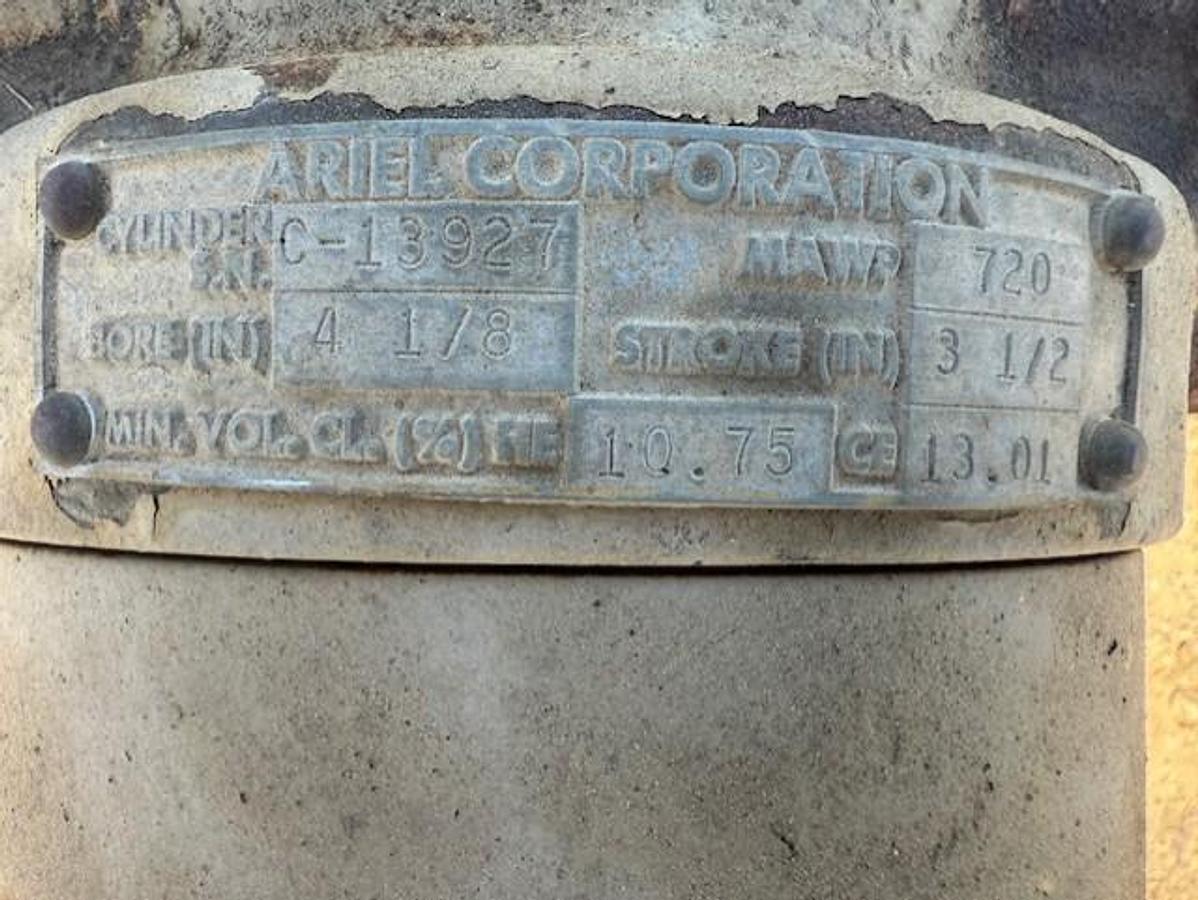 ARIEL CORPORATION
CYLINDER S.N. C-13927 M.A.W.P. 720
BORE (IN) 4 1/8 STROKE (IN) 3 1/2
MIN. VOL. CL. (%) HE 10.75 CE 13.01